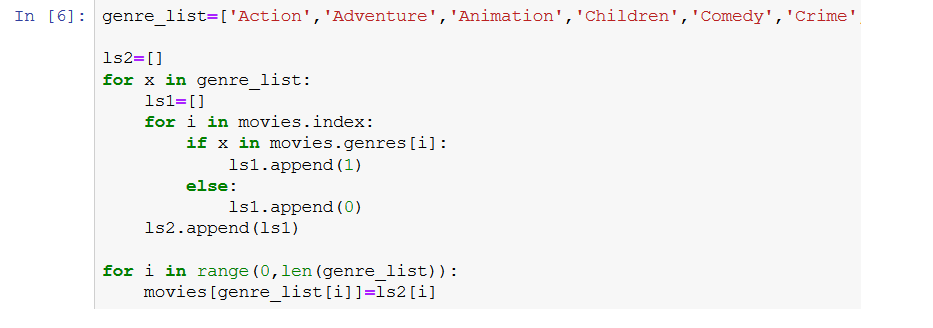 In [6]: genre_list=['Action','Adventure','Animation','Children','Comedy','Crime',
ls2=[]
for x in genre_list:
    ls1=[]
    for i in movies.index:
        if x in movies.genres[i]:
            ls1.append(1)
        else:
            ls1.append(0)
    ls2.append(ls1)
for i in range(0,len(genre_list)):
    movies[genre_list[i]]=ls2[i]